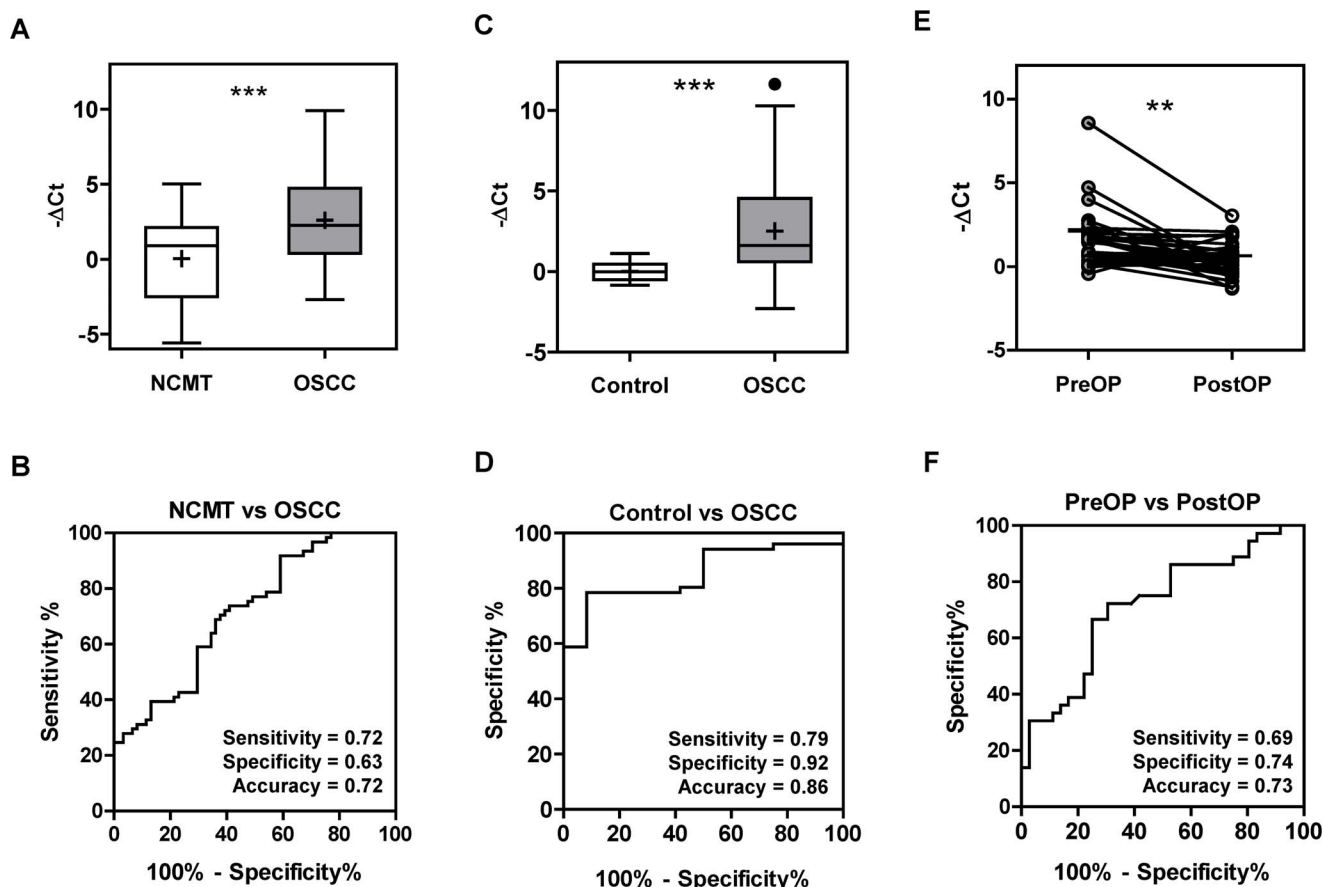 A
***
10
5
0
-5
-ΔCt
NCMT
OSCC
C
***
10
5
0
-5
-ΔCt
Control
OSCC
E
**
10
5
0
-5
-ΔCt
PreOP
PostOP
B
NCMT vs OSCC
100
80
60
40
20
0
Sensitivity %
Sensitivity = 0.72
Specificity = 0.63
Accuracy = 0.72
0 20 40 60 80 100
100% - Specificity%
D
Control vs OSCC
100
80
60
40
20
0
Specificity%
Sensitivity = 0.79
Specificity = 0.92
Accuracy = 0.86
0 20 40 60 80 100
100% - Specificity%
F
PreOP vs PostOP
100
80
60
40
20
0
Specificity%
Sensitivity = 0.69
Specificity = 0.74
Accuracy = 0.73
0 20 40 60 80 100
100% - Specificity%